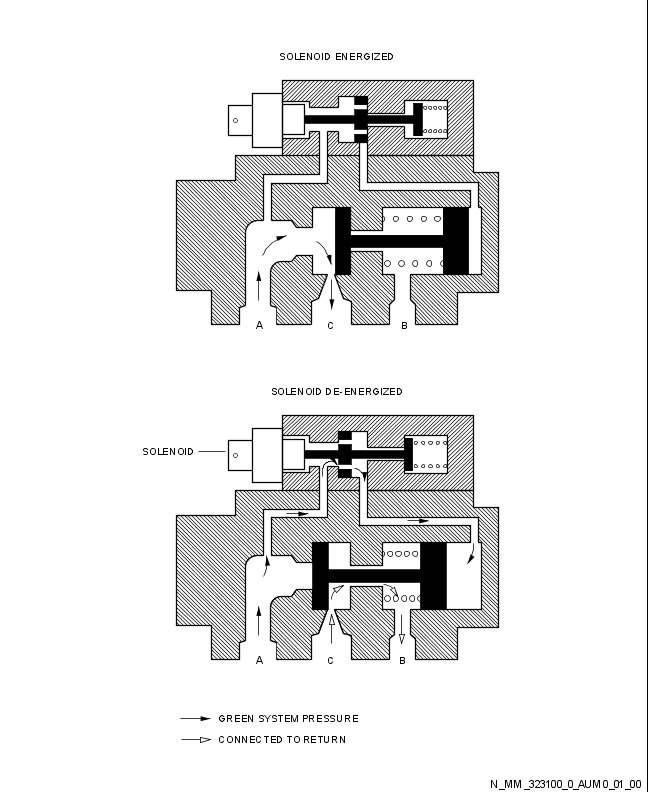 SOLENOID ENERGIZED
A C B
SOLENOID DE-ENERGIZED
SOLENOID
A C B
GREEN SYSTEM PRESSURE
CONNECTED TO RETURN
N_MM_323100_0_AUM0_01_00